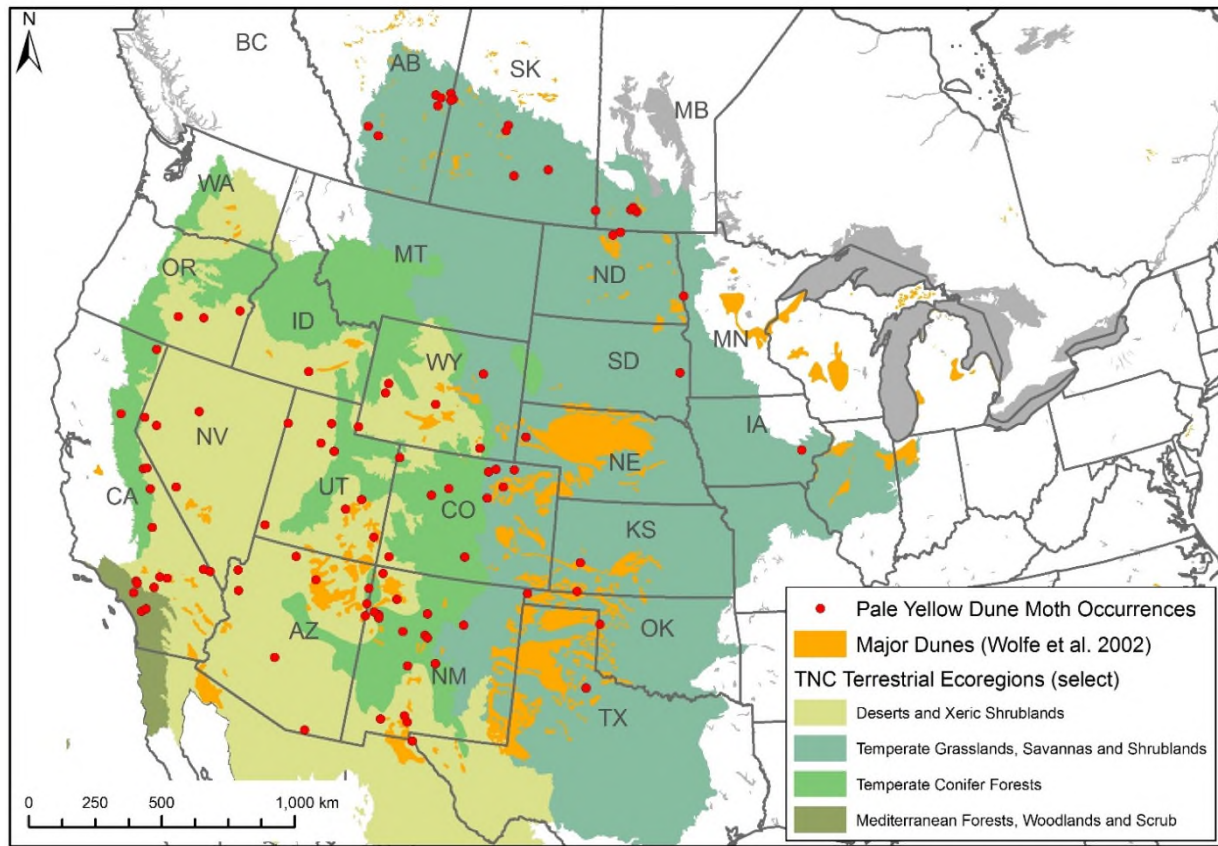 N
BC
AB
SK
MB
WA
OR
MT
ND
ID
MN
WY
SD
IA
NV
NE
CA
UT
CO
KS
AZ
NM
OK
TX
Pale Yellow Dune Moth Occurrences
Major Dunes (Wolfe et al. 2002)
TNC Terrestrial Ecoregions (select)
Deserts and Xeric Shrublands
Temperate Grasslands, Savannas and Shrublands
Temperate Conifer Forests
Mediterranean Forests, Woodlands and Scrub
0 250 500 1,000 km